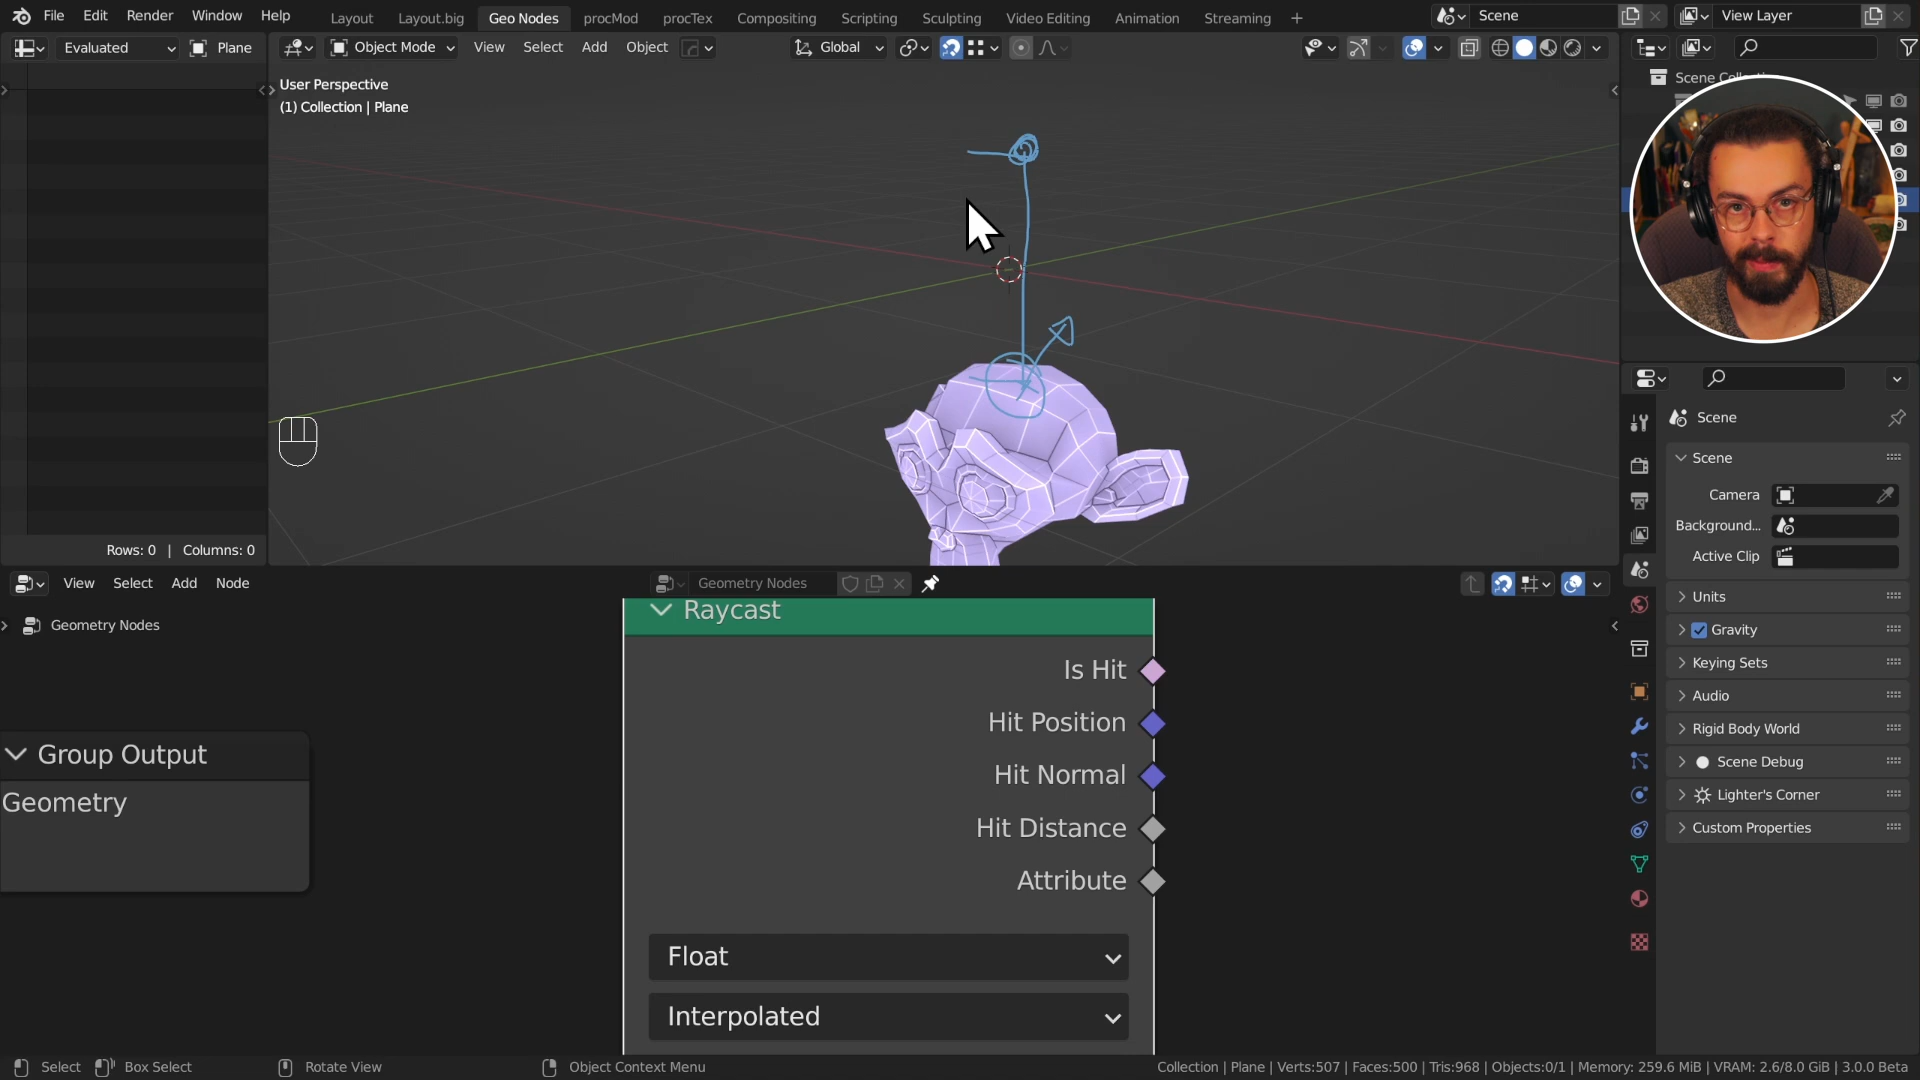 File Edit Render Window Help Layout Layout.big Geo Nodes procMod procTex Compositing Scripting Sculpting Video Editing Animation Streaming + Scene View Layer
Evaluated Plane Object Mode View Select Add Object Global
User Perspective
(1) Collection | Plane
Rows: 0 | Columns: 0
View Select Add Node Geometry Nodes
Geometry Nodes
Group Output
Geometry
Raycast
Is Hit
Hit Position
Hit Normal
Hit Distance
Attribute
Float
Interpolated
Scene
Scene
Camera
Background...
Active Clip
Units
Gravity
Keying Sets
Audio
Rigid Body World
Scene Debug
Lighter's Corner
Custom Properties
Select Box Select Rotate View Object Context Menu Collection | Plane | Verts:507 | Faces:500 | Tris:968 | Objects:0/1 | Memory: 259.6 MiB | VRAM: 2.6/8.0 GiB | 3.0.0 Beta